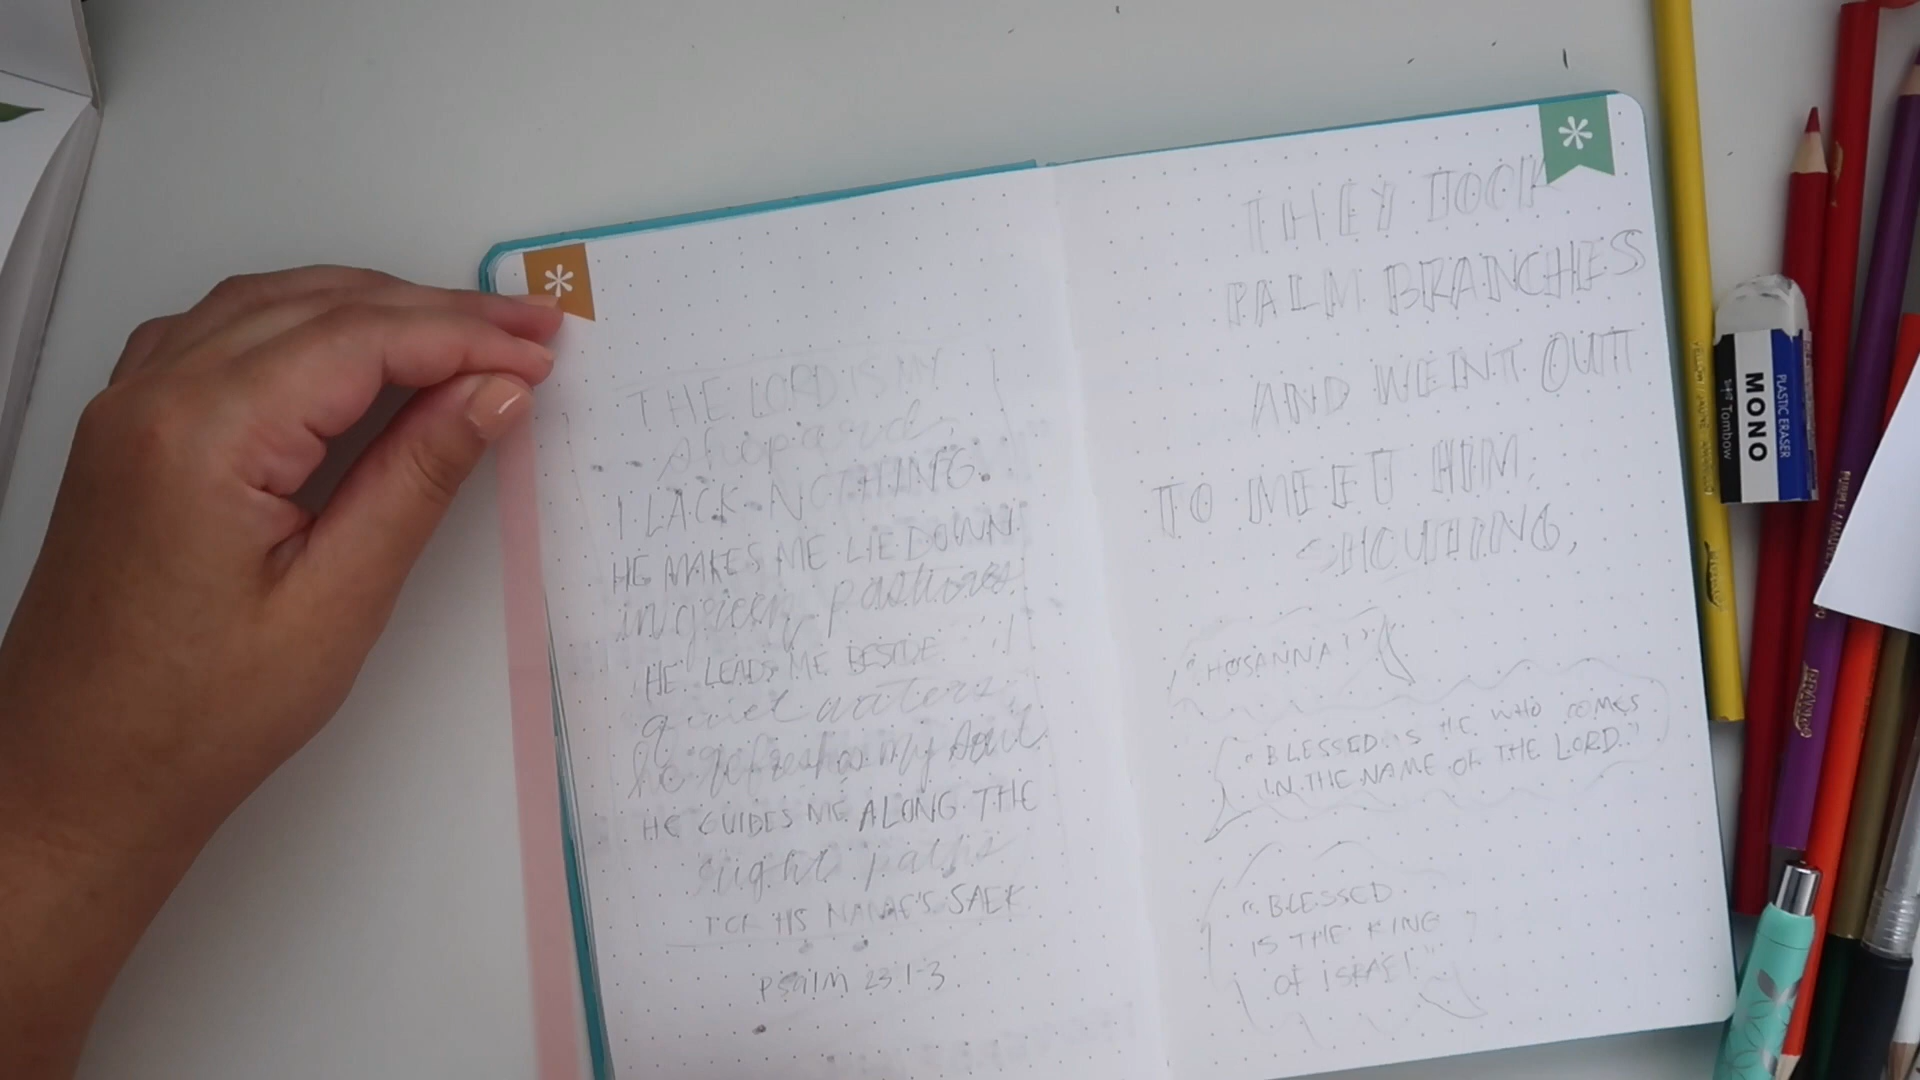 THE LORD IS MY
shepard,
I LACK NOTHING.
HE MAKES ME LIE DOWN
in green pastures
HE LEADS ME BESIDE
quiet waters,
he refreshes my soul
HE GUIDES ME ALONG THE
right paths
FOR HIS NAME'S SAEK
Psalm 23:1-3
THEY TOOK
PALM BRANCHES
AND WENT OUT
TO MEET HIM,
SHOUTING,
"HOSANNA!"
"BLESSED IS HE WHO COMES
IN THE NAME OF THE LORD."
"BLESSED
IS THE KING
OF ISRAEL"
MONO
PLASTIC ERASER
Tombow